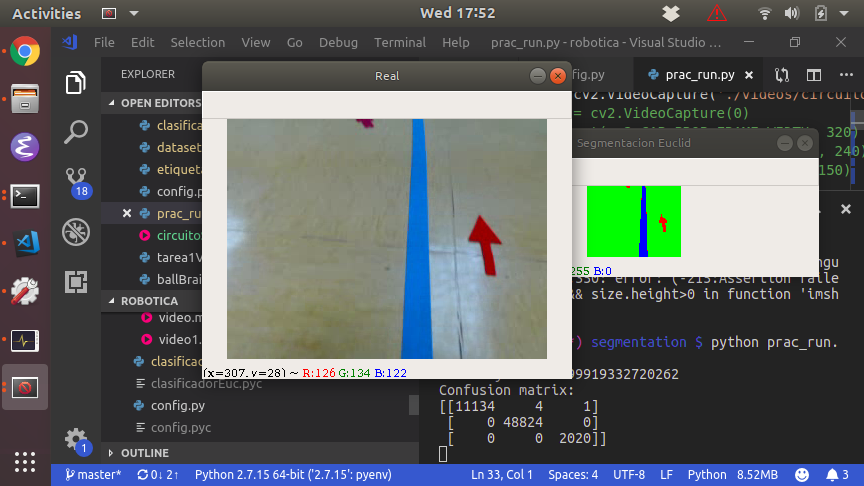 Activities
Wed 17:52
File Edit Selection View Go Debug Terminal Help prac_run.py - robotica - Visual Studio ...
EXPLORER
OPEN EDITORS
clasifica
dataset
etiqueta
config.p
prac_ru
circuito
tarea1V
ballBrai
ROBOTICA
video.m
video1.
clasificado
clasificadorEuc.pyc
config.py
config.pyc
OUTLINE
18
1
Real
(x=307, y=28) ~ R:126 G:134 B:122
fig.py
prac_run.py
cv2.VideoCapture("./videos/circuito
= cv2.VideoCapture(0)
320)
, 240)
150)
Segmentacion Euclid
255 B:0
error: (-215:Assertion faile
&& size.height>0 in function 'imsh
) segmentation $ python prac_run.
99919332720262
Confusion matrix:
[[11134 4 1]
[ 0 48824 0]
[ 0 0 2020]]
master* 0↓ 2↑ Python 2.7.15 64-bit ('2.7.15': pyenv) Ln 33, Col 1 Spaces: 4 UTF-8 LF Python 8.52MB 3